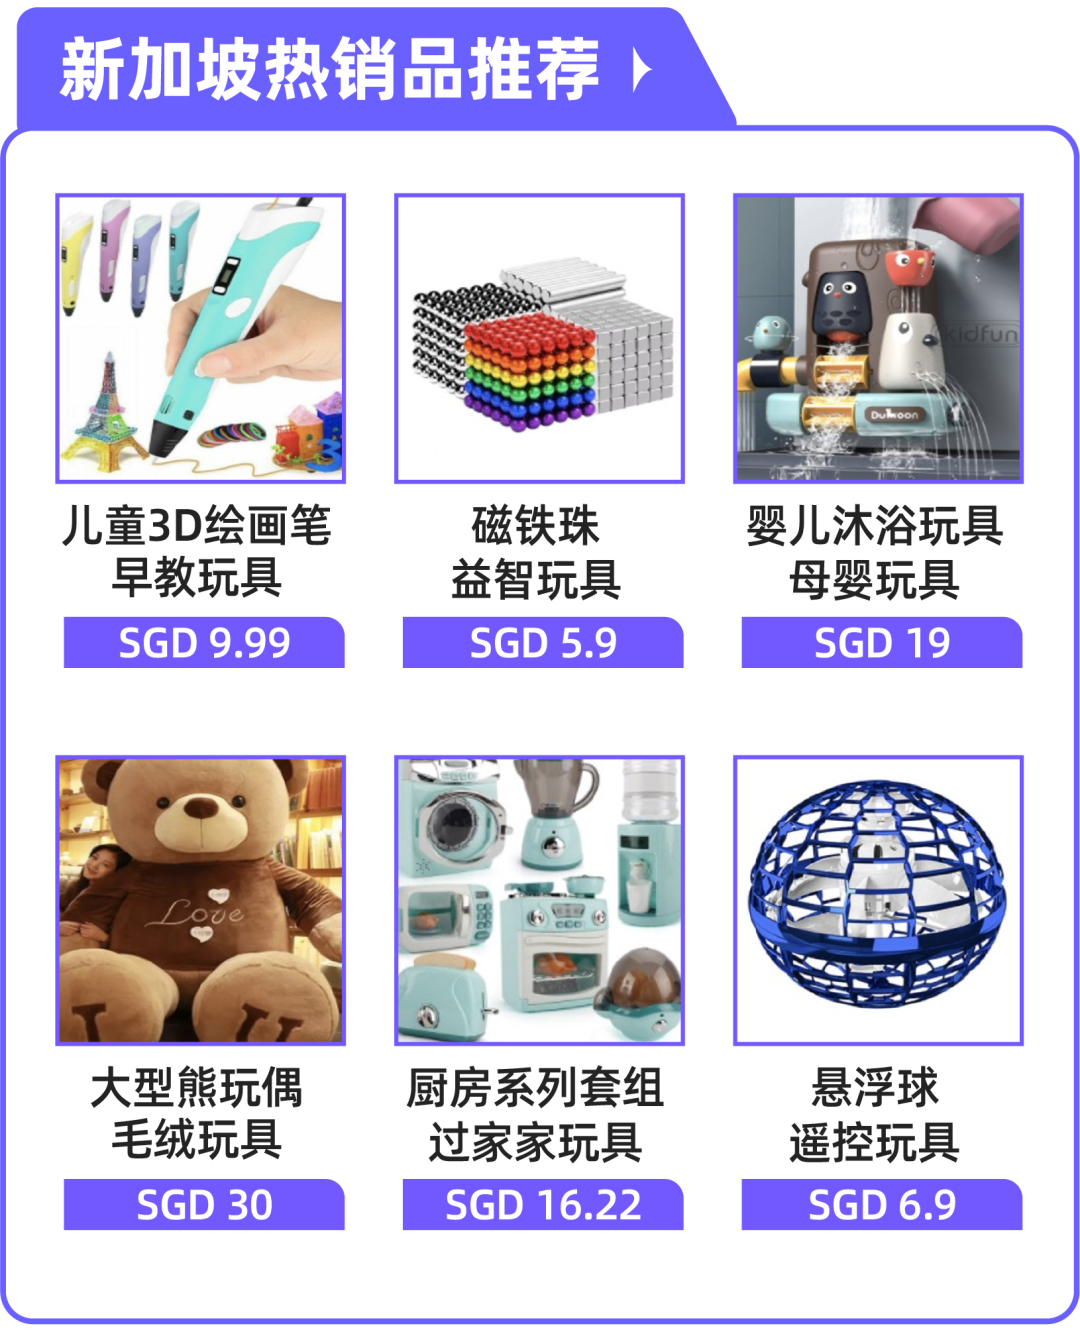 新加坡热销品推荐
kidfun
Dumoon
儿童3D绘画笔
早教玩具
SGD 9.99
磁铁珠
益智玩具
SGD 5.9
婴儿沐浴玩具
母婴玩具
SGD 19
Love
I U
大型熊玩偶
毛绒玩具
SGD 30
厨房系列套组
过家家玩具
SGD 16.22
悬浮球
遥控玩具
SGD 6.9